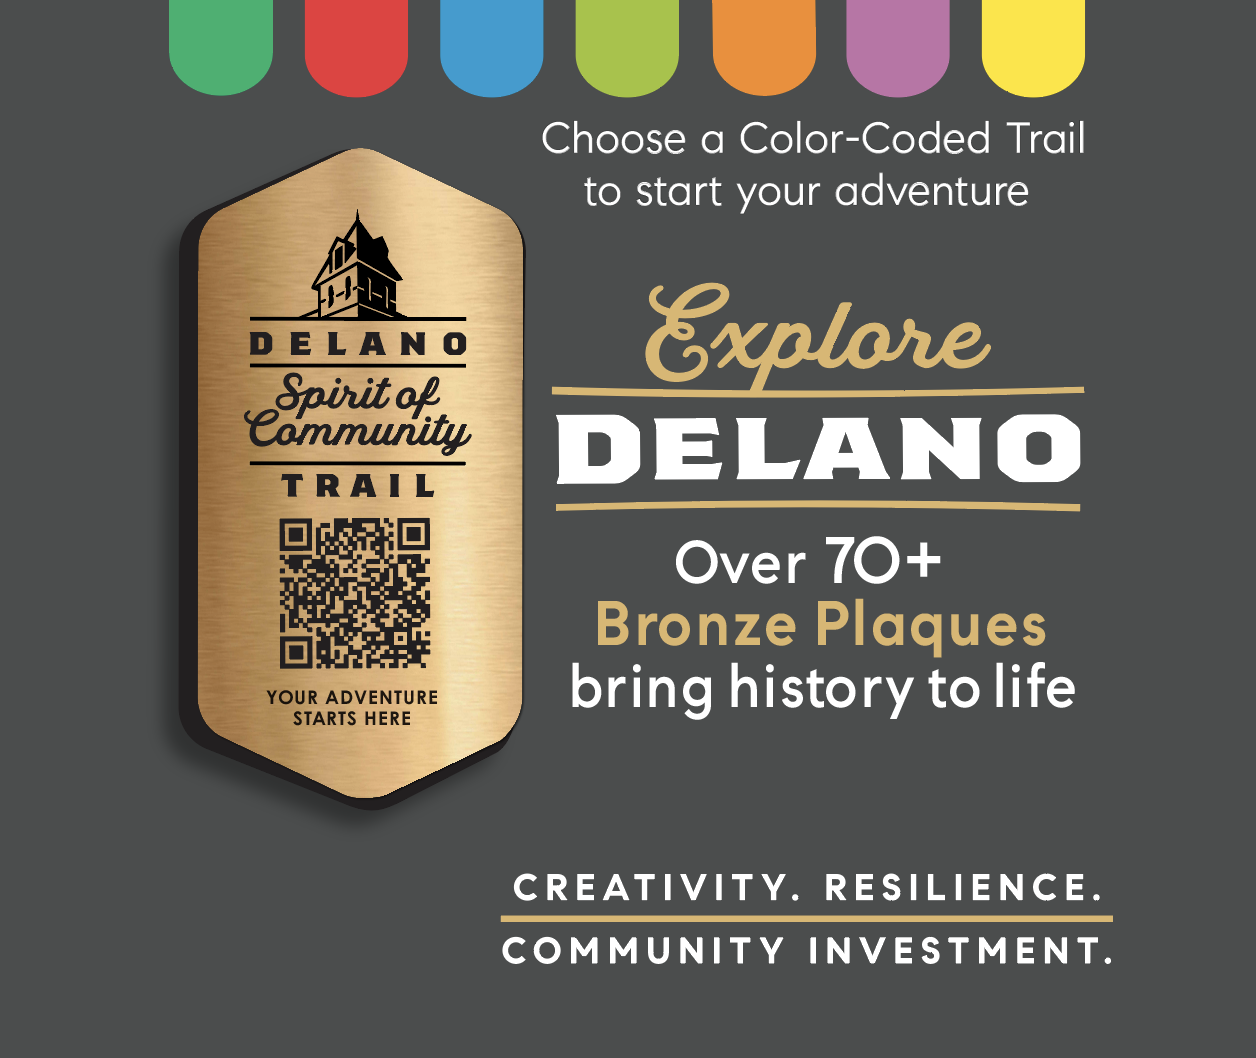 Choose a Color-Coded Trail
to start your adventure
DELANO
Spirit of
Community
TRAIL
YOUR ADVENTURE
STARTS HERE
Explore
DELANO
Over 70+
Bronze Plaques
bring history to life
CREATIVITY. RESILIENCE.
COMMUNITY INVESTMENT.